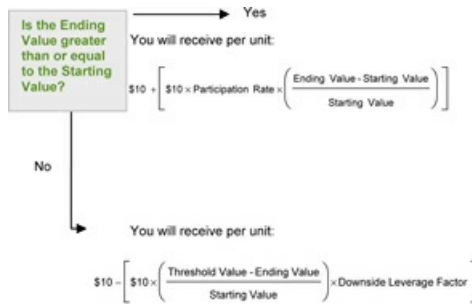 Is the Ending
Value greater
than or equal
to the Starting
Value?
Yes
You will receive per unit:
$10 + [ $10 × Participation Rate × ( Ending Value - Starting Value
Starting Value ) ]
No
You will receive per unit:
$10 − [ $10 × ( Threshold Value - Ending Value
Starting Value ) × Downside Leverage Factor ]